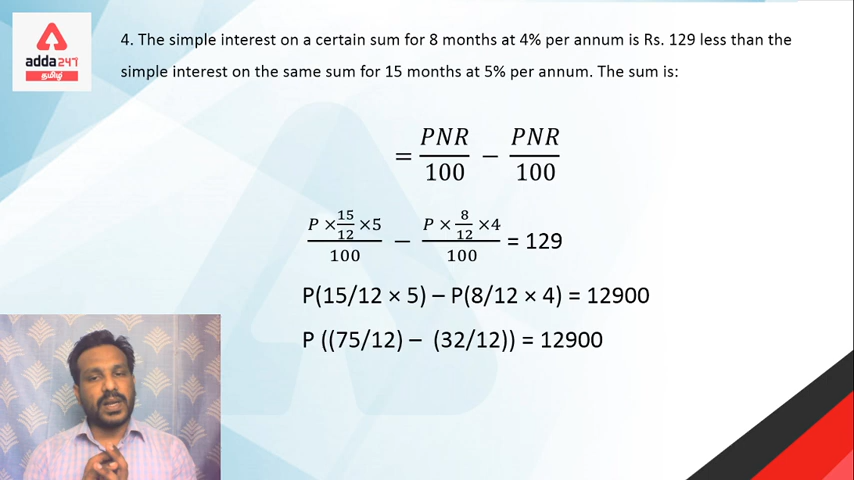 adda247
தமிழ்
4. The simple interest on a certain sum for 8 months at 4% per annum is Rs. 129 less than the
simple interest on the same sum for 15 months at 5% per annum. The sum is:
= PNR/100 − PNR/100
(P × 15/12 × 5)/100 − (P × 8/12 × 4)/100 = 129
P(15/12 × 5) – P(8/12 × 4) = 12900
P ((75/12) – (32/12)) = 12900